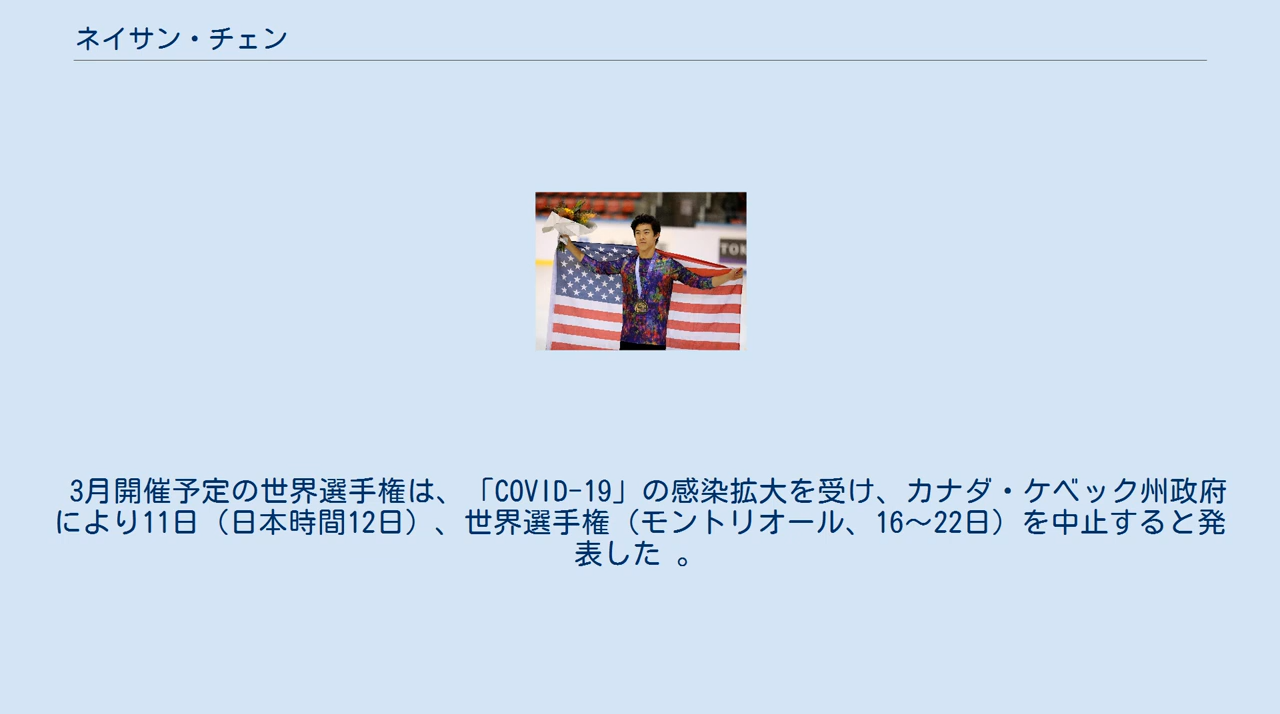 ネイサン・チェン
TOU
3月開催予定の世界選手権は、「COVID-19」の感染拡大を受け、カナダ・ケベック州政府
により11日（日本時間12日）、世界選手権（モントリオール、16〜22日）を中止すると発
表した 。